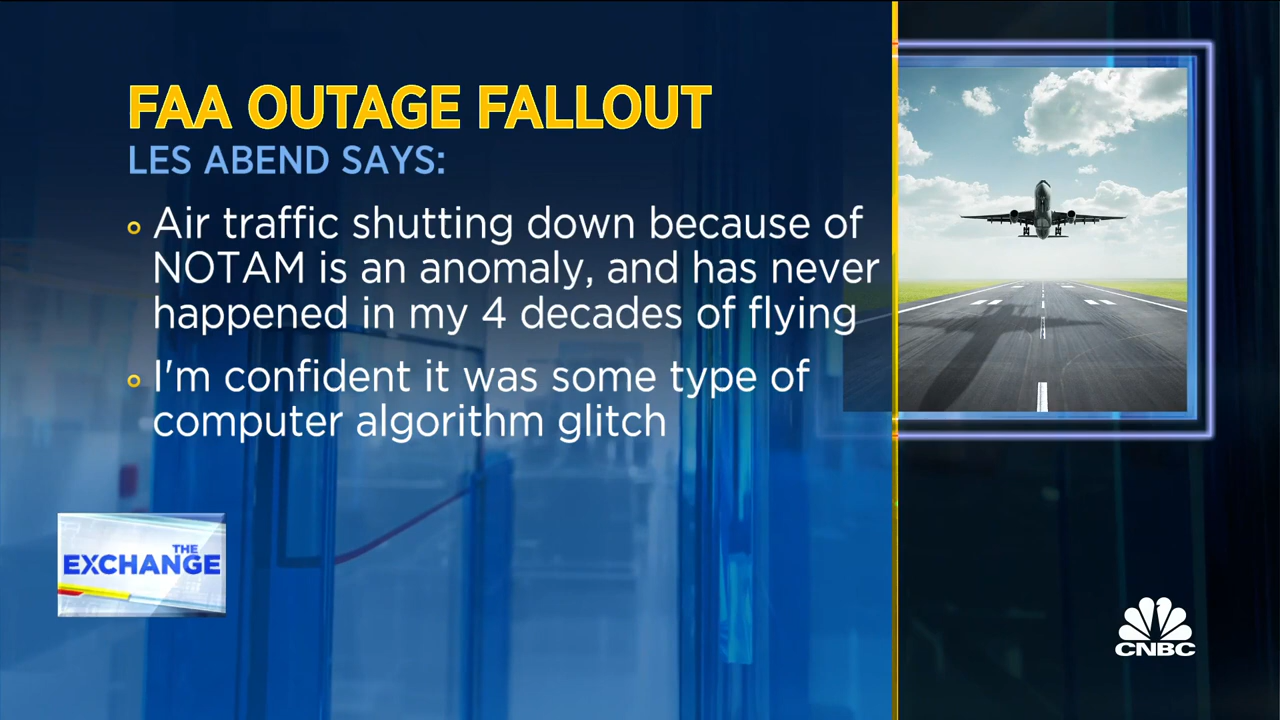 FAA OUTAGE FALLOUT
LES ABEND SAYS:
Air traffic shutting down because of
NOTAM is an anomaly, and has never
happened in my 4 decades of flying
I'm confident it was some type of
computer algorithm glitch
THE
EXCHANGE
CNBC